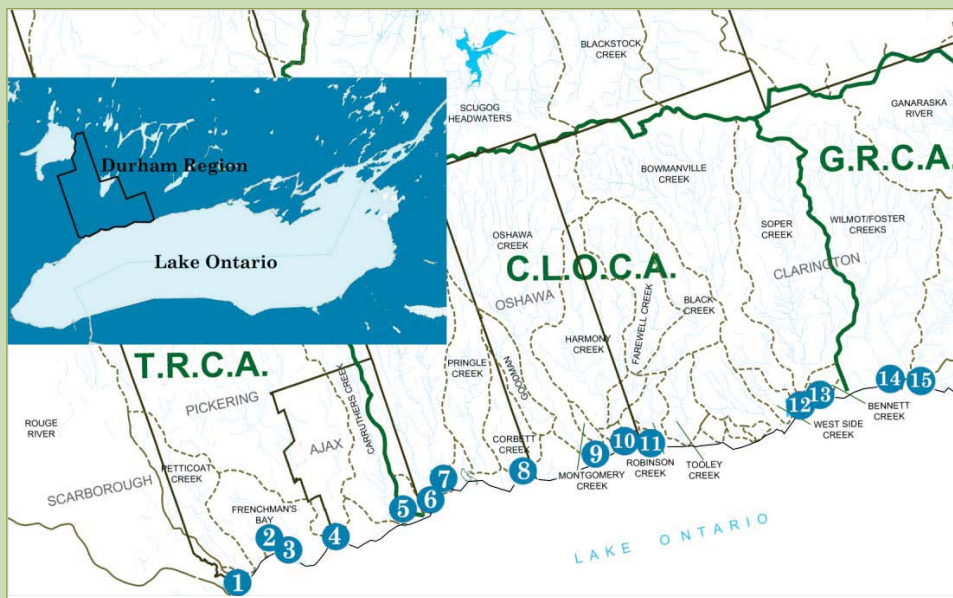 BLACKSTOCK
CREEK
SCUGOG
HEADWATERS
GANARASKA
RIVER
Durham Region
Lake Ontario
G.R.C.A.
BOWMANVILLE
CREEK
SOPER
CREEK
WILMOT/FOSTER
CREEKS
OSHAWA
CREEK
C.L.O.C.A.
CLARINGTON
OSHAWA
BLACK
CREEK
FAREWELL CREEK
HARMONY
CREEK
T.R.C.A.
PRINGLE
CREEK
GOODMAN
CARRUTHERS CREEK
PICKERING
AJAX
ROUGE
RIVER
SCARBOROUGH
PETTICOAT
CREEK
FRENCHMAN'S
BAY
CORBETT
CREEK
MONTGOMERY
CREEK
ROBINSON
CREEK
TOOLEY
CREEK
WEST SIDE
CREEK
BENNETT
CREEK
1
2
3
4
5
6
7
8
9
10
11
12
13
14
15
LAKE ONTARIO